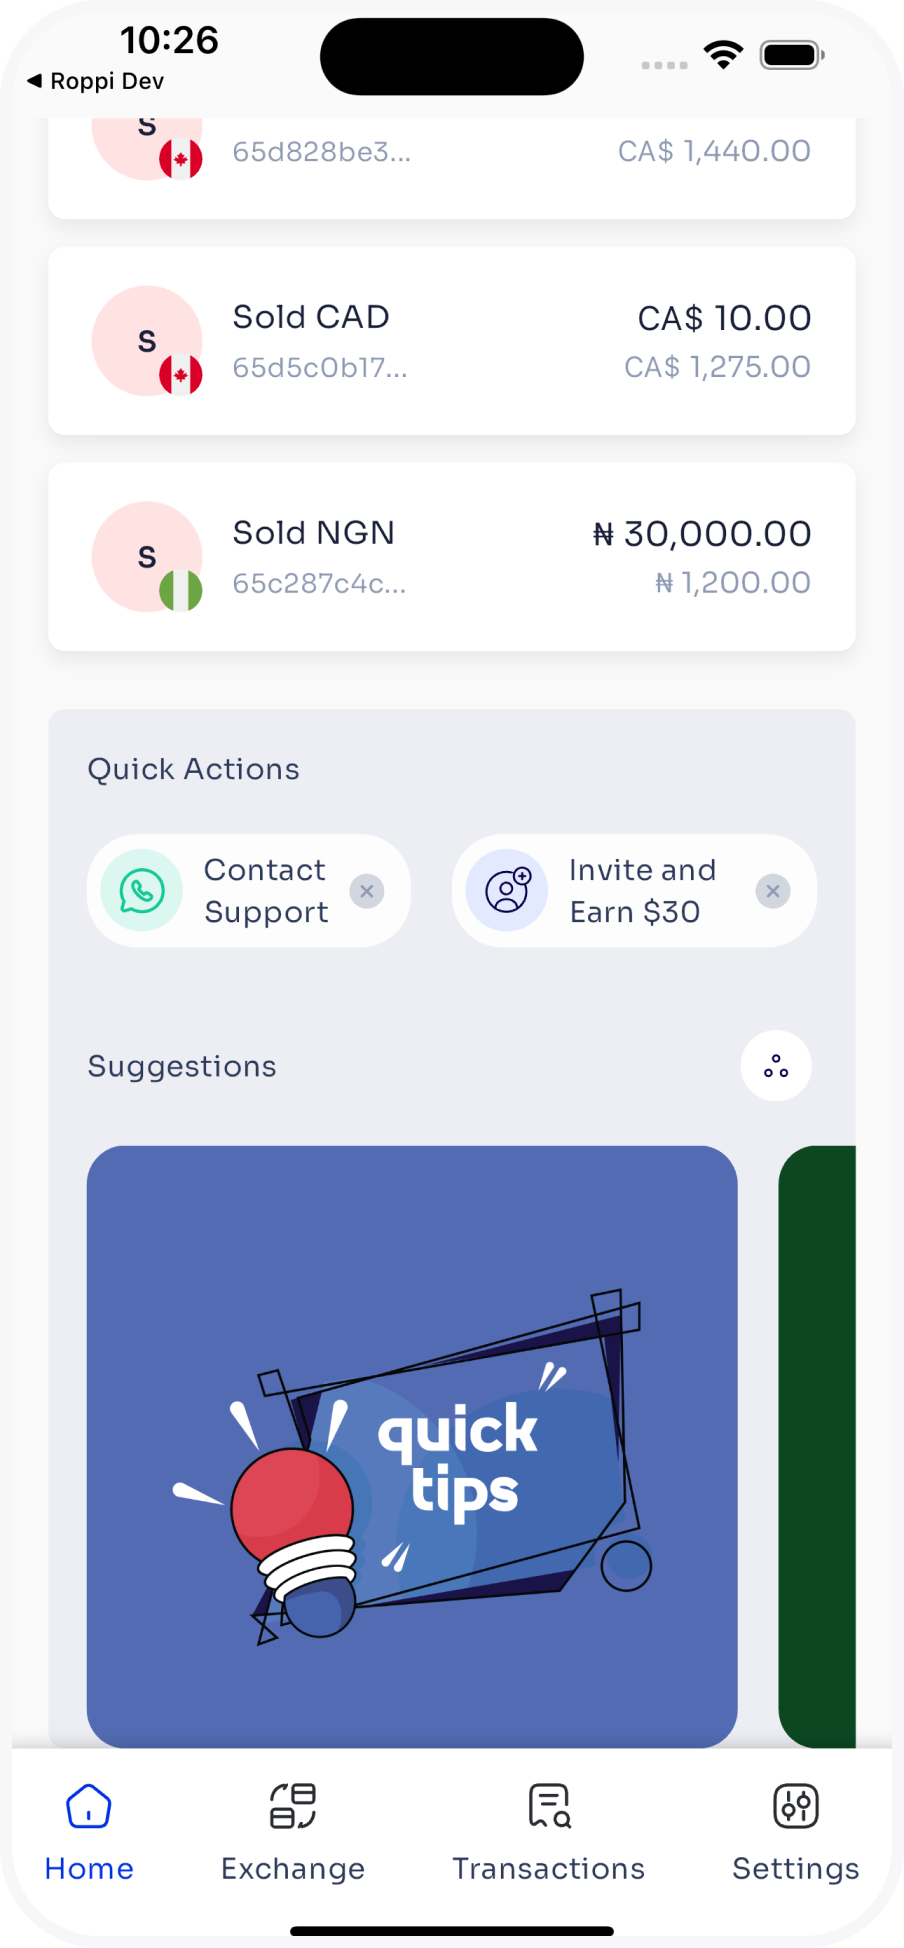 10:26
◀ Roppi Dev
S
65d828be3...
CA$ 1,440.00
S
Sold CAD
CA$ 10.00
65d5c0b17...
CA$ 1,275.00
S
Sold NGN
₦ 30,000.00
65c287c4c...
₦ 1,200.00
Quick Actions
Contact
Support
Invite and
Earn $30
Suggestions
quick
tips
Home
Exchange
Transactions
Settings